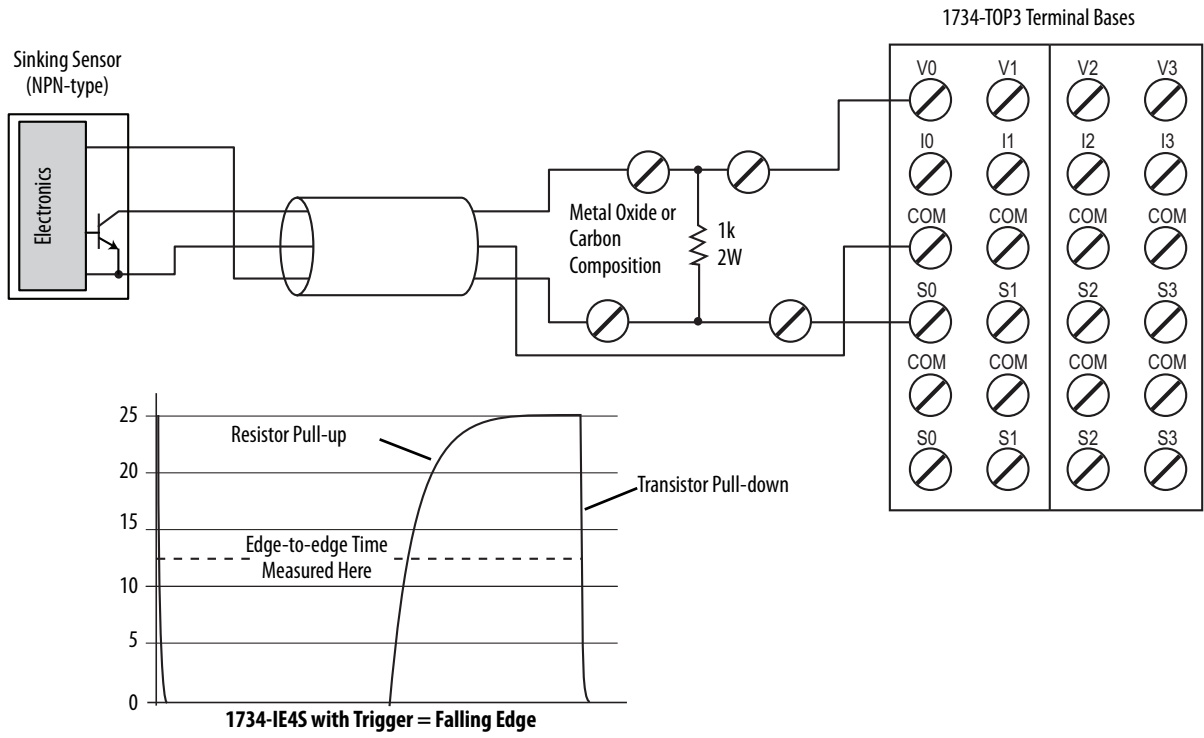 1734-TOP3 Terminal Bases
Sinking Sensor
(NPN-type)
Electronics
Metal Oxide or
Carbon
Composition
1k
2W
V0 V1 V2 V3
I0 I1 I2 I3
COM COM COM COM
S0 S1 S2 S3
COM COM COM COM
S0 S1 S2 S3
25
20
15
10
5
0
Resistor Pull-up
Transistor Pull-down
Edge-to-edge Time
Measured Here
1734-IE4S with Trigger = Falling Edge